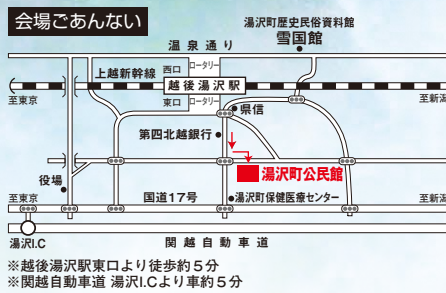 会場ごあんない
湯沢町歴史民俗資料館
雪国館
温泉通り
西口
ロータリー
上越新幹線
越後湯沢駅
至東京
至新潟
東口
ロータリー
県信
第四北越銀行
湯沢町公民館
役場
至東京
国道17号
湯沢町保健医療センター
至新潟
湯沢I.C
関越自動車道
※越後湯沢駅東口より徒歩約5分
※関越自動車道 湯沢I.Cより車約5分